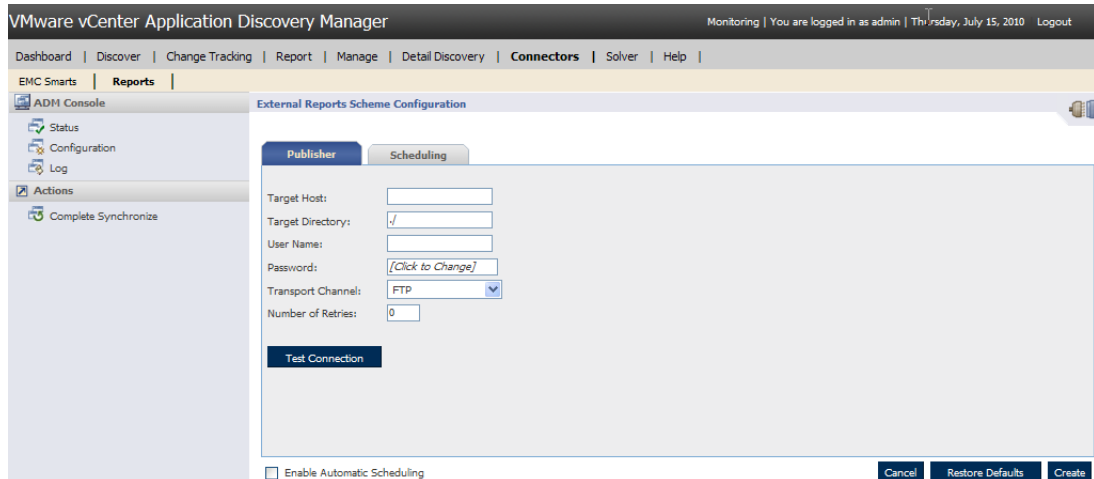 VMware vCenter Application Discovery Manager
Monitoring | You are logged in as admin | Thursday, July 15, 2010 Logout
Dashboard | Discover | Change Tracking | Report | Manage | Detail Discovery | Connectors | Solver | Help |
EMC Smarts | Reports |
ADM Console
Status
Configuration
Log
Actions
Complete Synchronize
External Reports Scheme Configuration
Publisher Scheduling
Target Host:
Target Directory: ./
User Name:
Password: [Click to Change]
Transport Channel: FTP
Number of Retries: 0
Test Connection
Enable Automatic Scheduling
Cancel Restore Defaults Create